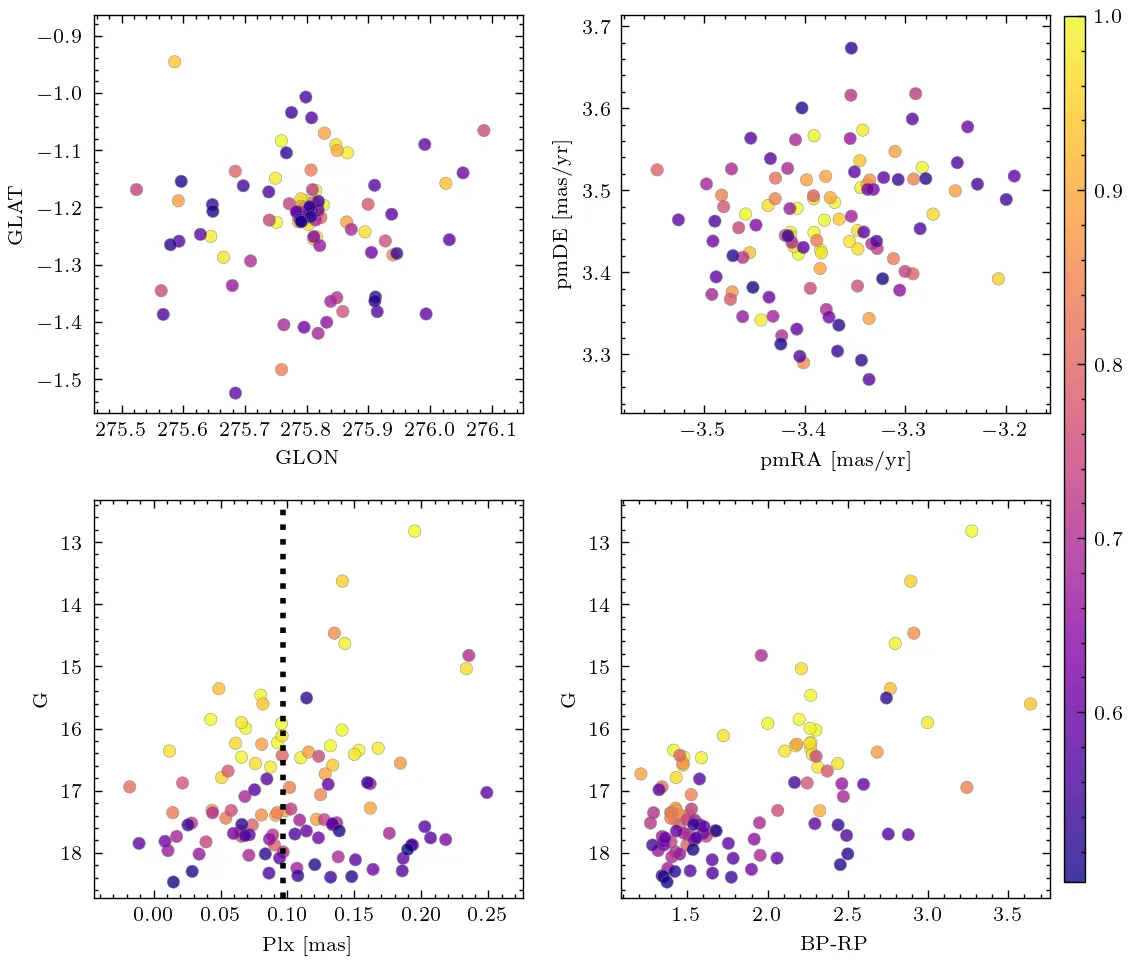 −0.9
−1.0
−1.1
−1.2
−1.3
−1.4
−1.5
GLAT
275.5 275.6 275.7 275.8 275.9 276.0 276.1
GLON
3.7
3.6
3.5
3.4
3.3
pmDE [mas/yr]
−3.5 −3.4 −3.3 −3.2
pmRA [mas/yr]
1.0
0.9
0.8
0.7
0.6
13
14
15
16
17
18
G
0.00 0.05 0.10 0.15 0.20 0.25
Plx [mas]
13
14
15
16
17
18
G
1.5 2.0 2.5 3.0 3.5
BP-RP